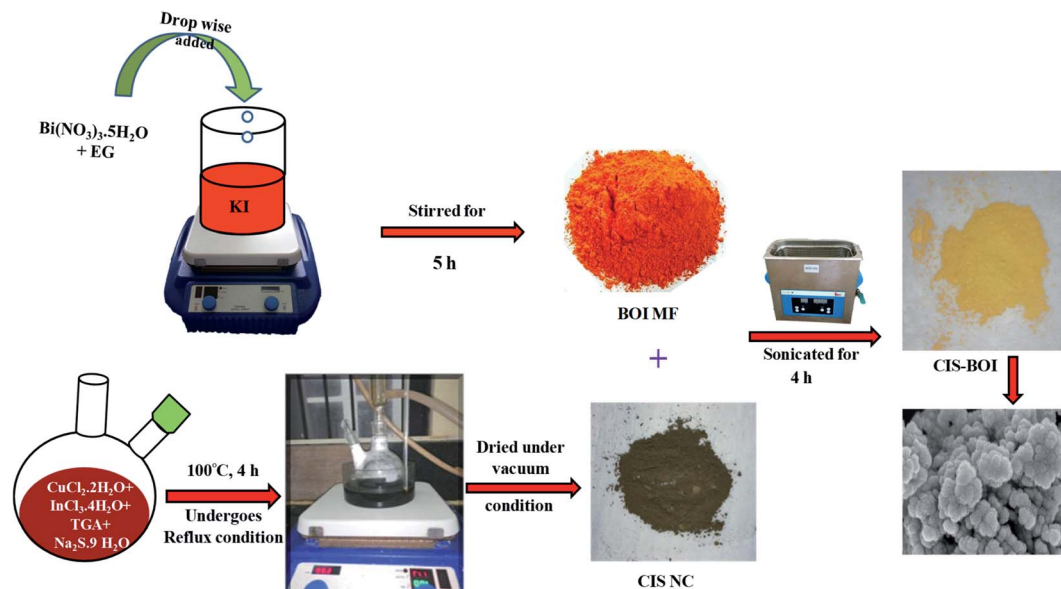 Drop wise
added
Bi(NO₃)₃.5H₂O
+ EG
KI
Stirred for
5 h
BOI MF
+
Sonicated for
4 h
CIS-BOI
CuCl₂.2H₂O+
InCl₃.4H₂O+
TGA+
Na₂S.9 H₂O
100°C, 4 h
Undergoes
Reflux condition
Dried under
vacuum
condition
CIS NC